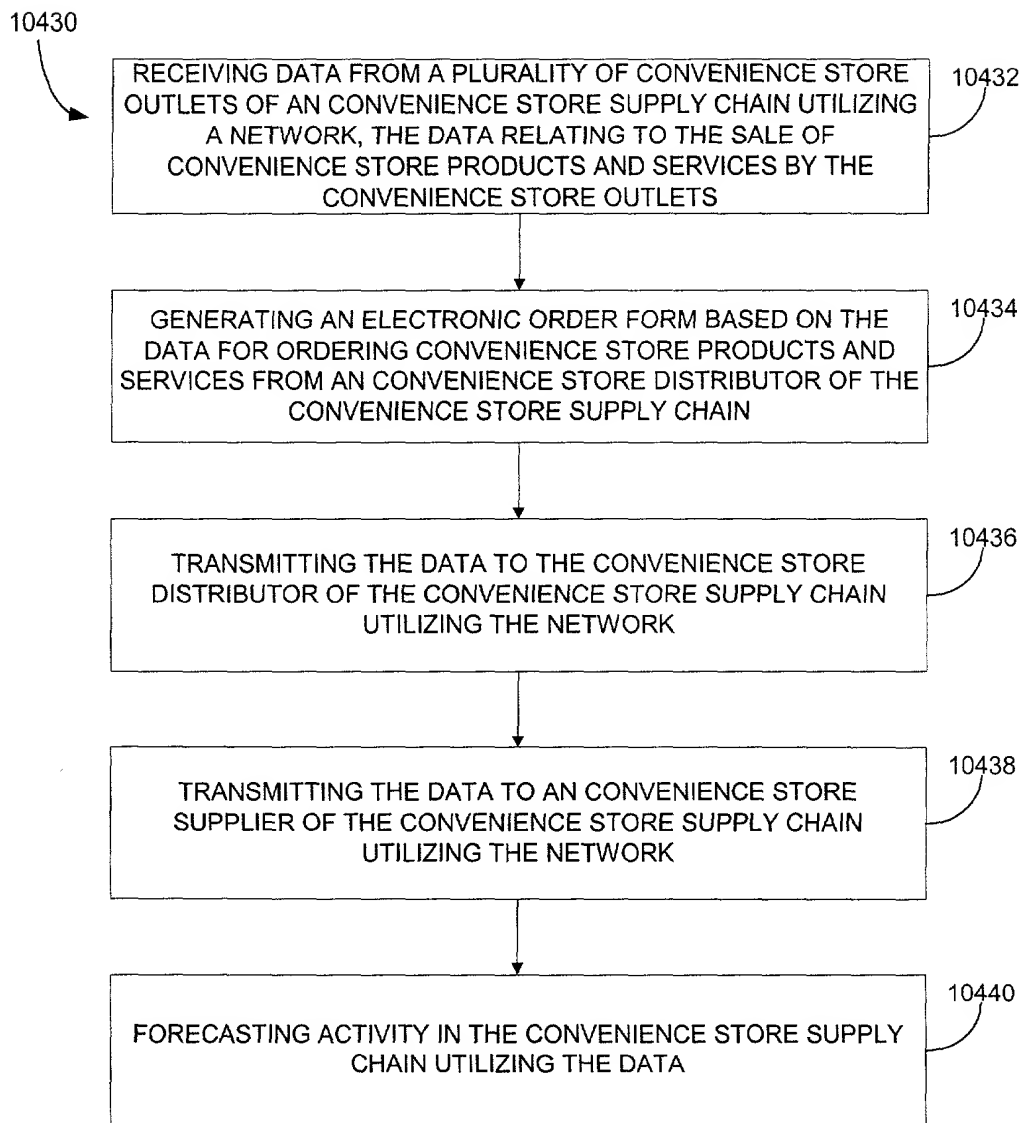 10430
RECEIVING DATA FROM A PLURALITY OF CONVENIENCE STORE
OUTLETS OF AN CONVENIENCE STORE SUPPLY CHAIN UTILIZING
A NETWORK, THE DATA RELATING TO THE SALE OF
CONVENIENCE STORE PRODUCTS AND SERVICES BY THE
CONVENIENCE STORE OUTLETS
10432
GENERATING AN ELECTRONIC ORDER FORM BASED ON THE
DATA FOR ORDERING CONVENIENCE STORE PRODUCTS AND
SERVICES FROM AN CONVENIENCE STORE DISTRIBUTOR OF THE
CONVENIENCE STORE SUPPLY CHAIN
10434
TRANSMITTING THE DATA TO THE CONVENIENCE STORE
DISTRIBUTOR OF THE CONVENIENCE STORE SUPPLY CHAIN
UTILIZING THE NETWORK
10436
TRANSMITTING THE DATA TO AN CONVENIENCE STORE
SUPPLIER OF THE CONVENIENCE STORE SUPPLY CHAIN
UTILIZING THE NETWORK
10438
FORECASTING ACTIVITY IN THE CONVENIENCE STORE SUPPLY
CHAIN UTILIZING THE DATA
10440